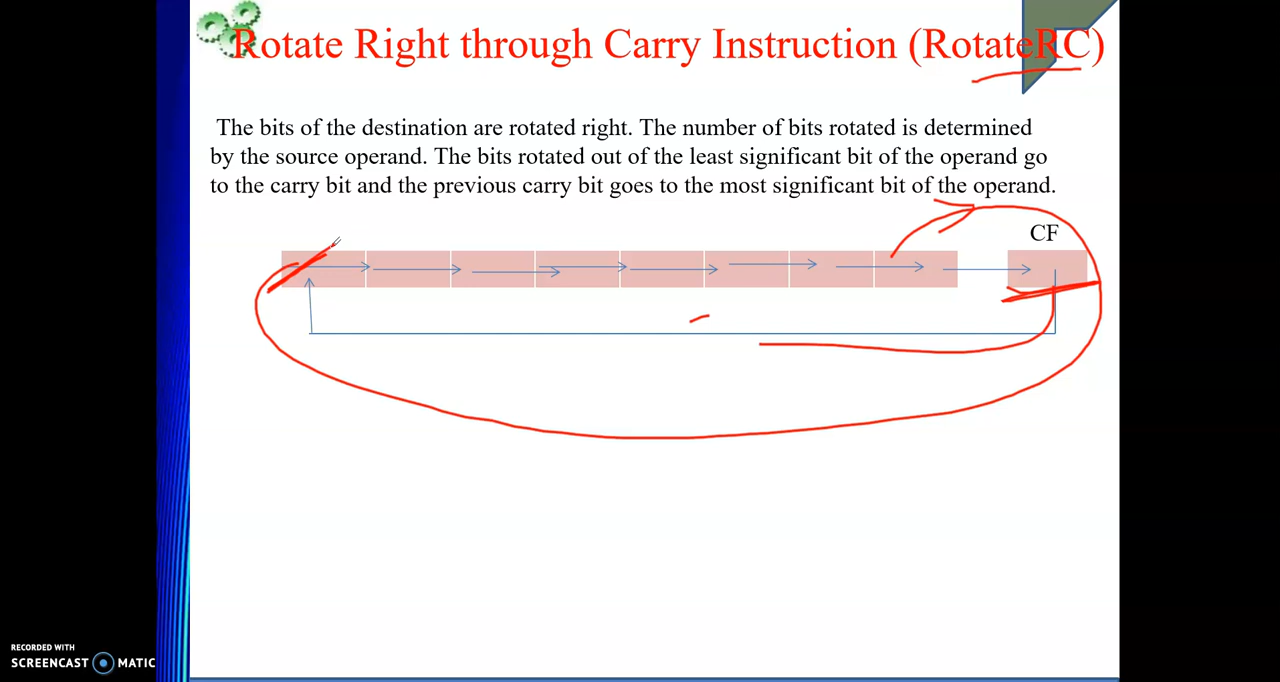 Rotate Right through Carry Instruction (RotateRC)
The bits of the destination are rotated right. The number of bits rotated is determined
by the source operand. The bits rotated out of the least significant bit of the operand go
to the carry bit and the previous carry bit goes to the most significant bit of the operand.
CF
RECORDED WITH
SCREENCAST MATIC